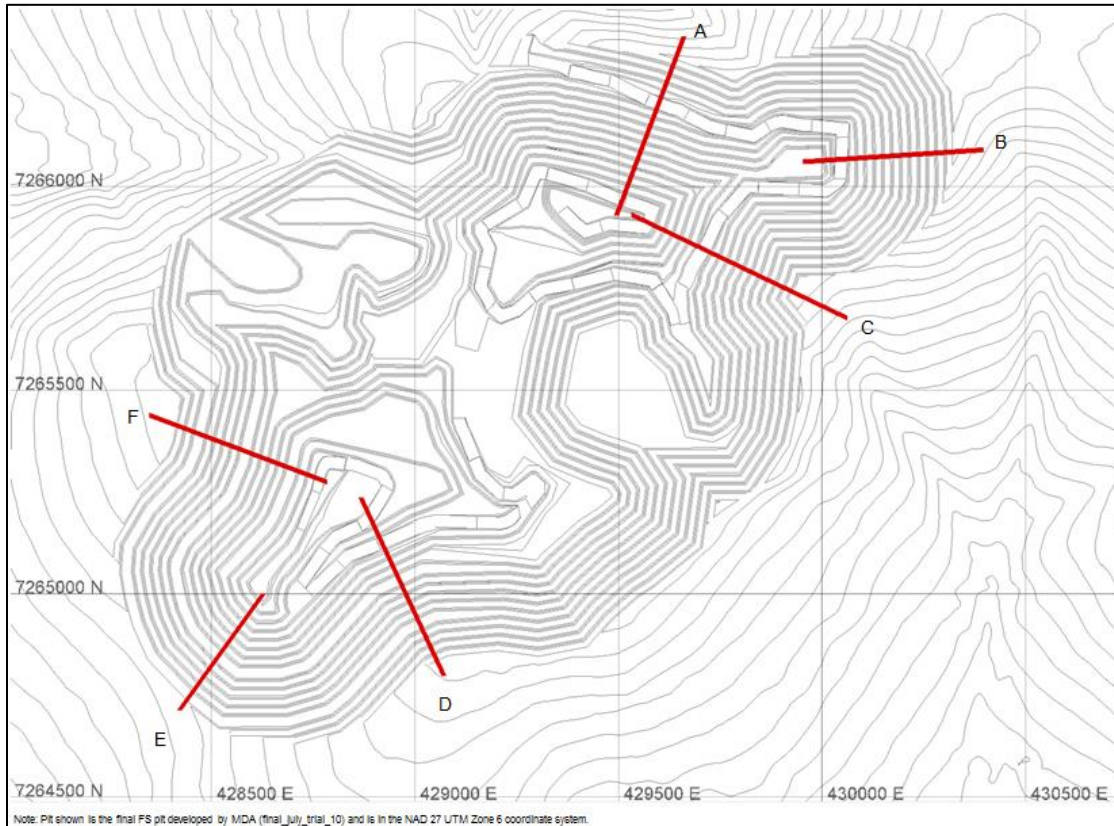 A
B
7266000 N
C
7265500 N
F
7265000 N
D
E
7264500 N
428500 E
429000 E
429500 E
430000 E
430500 E
Note: Pit shown is the final FS pit developed by MDA (final_july_trial_10) and is in the NAD 27 UTM Zone 6 coordinate system.